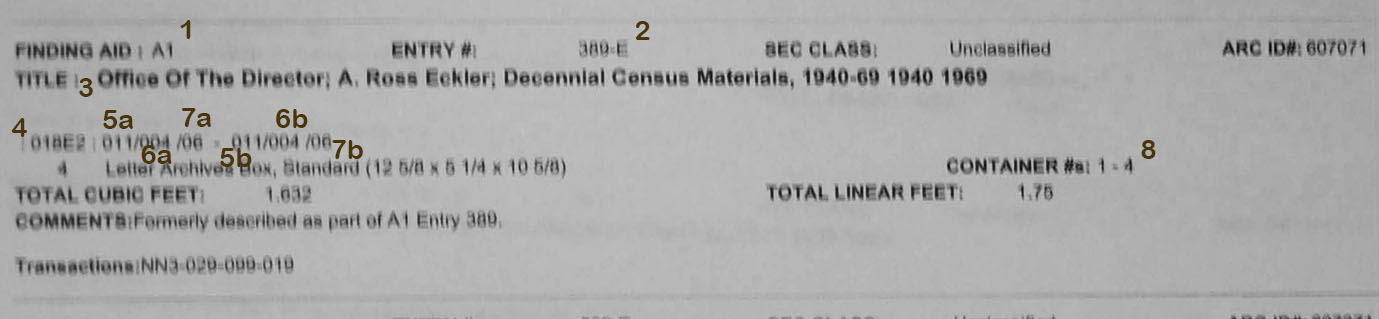 1 2
FINDING AID : A1 ENTRY #: 389-E SEC CLASS: Unclassified ARC ID#: 607071
TITLE : 3 Office Of The Director; A. Ross Eckler; Decennial Census Materials, 1940-69 1940 1969
5a 7a 6b
4 018E2 011/004 /06 - 011/004 /06
6a 5b 7b 8
4 Letter Archives Box, Standard (12 5/8 x 5 1/4 x 10 5/8) CONTAINER #s: 1 - 4
TOTAL CUBIC FEET: 1.632 TOTAL LINEAR FEET: 1.75
COMMENTS:Formerly described as part of A1 Entry 389.
Transactions:NN3-029-099-019